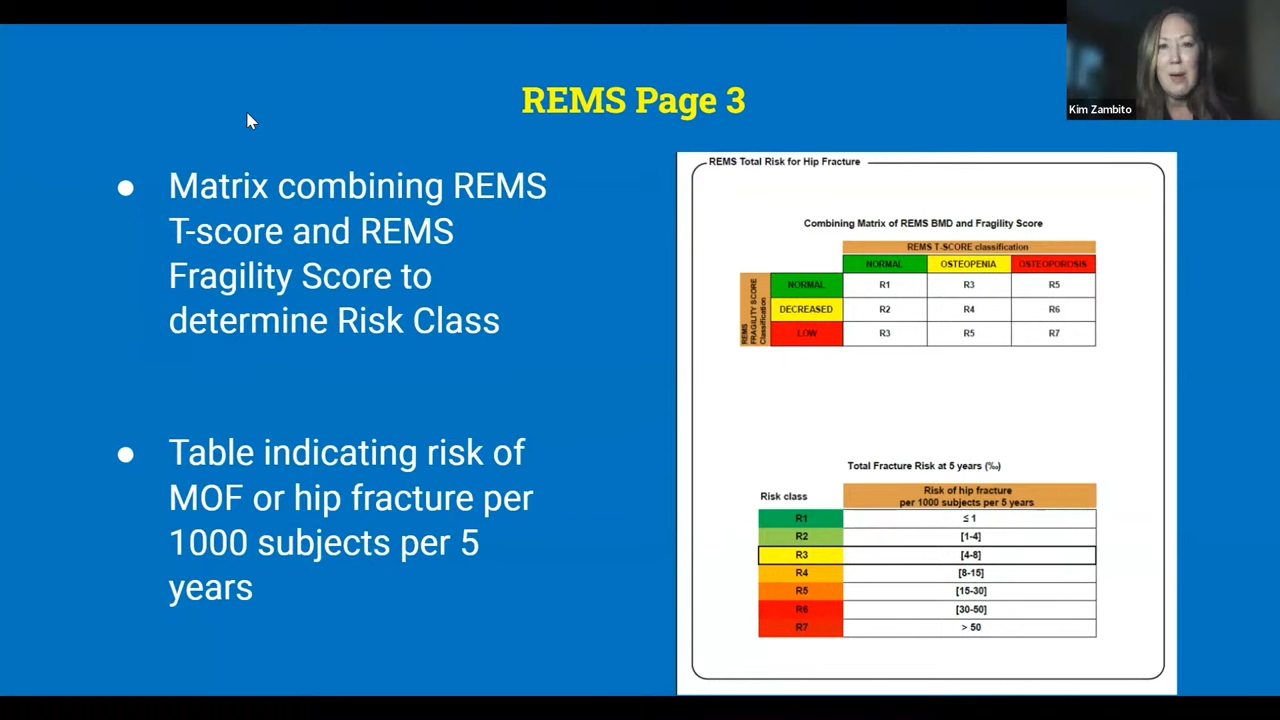 Kim Zambito
REMS Page 3
● Matrix combining REMS
T-score and REMS
Fragility Score to
determine Risk Class
● Table indicating risk of
MOF or hip fracture per
1000 subjects per 5
years
REMS Total Risk for Hip Fracture
Combining Matrix of REMS BMD and Fragility Score
REMS T-SCORE classification
NORMAL OSTEOPENIA OSTEOPOROSIS
REMS
FRAGILITY SCORE
Classification
NORMAL R1 R3 R5
DECREASED R2 R4 R6
LOW R3 R5 R7
Total Fracture Risk at 5 years (‰)
Risk class
Risk of hip fracture
per 1000 subjects per 5 years
R1 ≤ 1
R2 [1-4]
R3 [4-8]
R4 [8-15]
R5 [15-30]
R6 [30-50]
R7 > 50